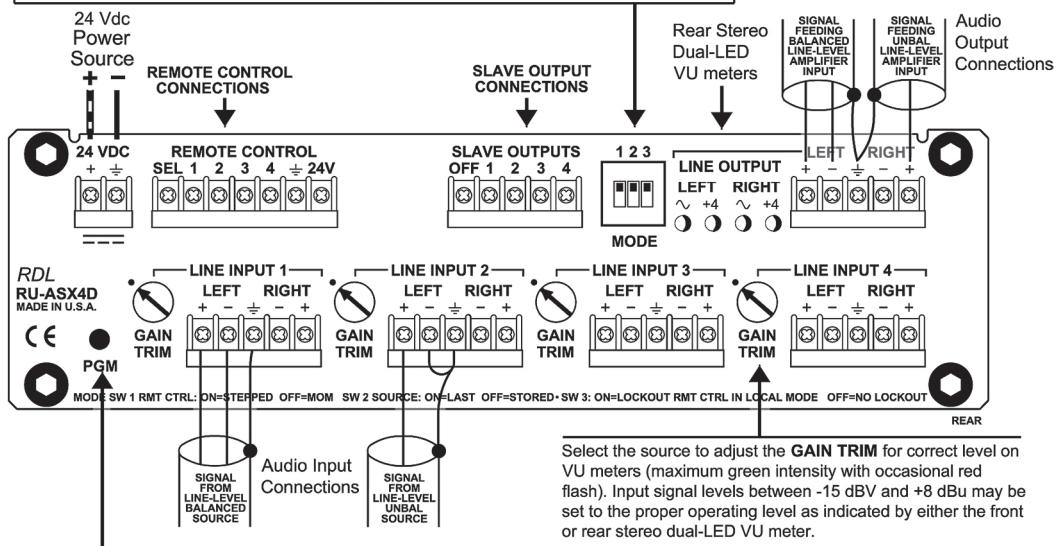 24 Vdc
Power
Source
+ −
REMOTE CONTROL
CONNECTIONS
SLAVE OUTPUT
CONNECTIONS
Rear Stereo
Dual-LED
VU meters
SIGNAL
FEEDING
BALANCED
LINE-LEVEL
AMPLIFIER
INPUT
SIGNAL
FEEDING
UNBAL
LINE-LEVEL
AMPLIFIER
INPUT
Audio
Output
Connections
24 VDC
+ ⏚
REMOTE CONTROL
SEL 1 2 3 4 ⏚ 24V
SLAVE OUTPUTS
OFF 1 2 3 4
1 2 3
MODE
LINE OUTPUT
LEFT RIGHT
∿ +4 ∿ +4
LEFT RIGHT
+ − ⏚ − +
RDL
RU-ASX4D
MADE IN U.S.A.
CE
PGM
LINE INPUT 1
LEFT RIGHT
+ − ⏚ − +
GAIN
TRIM
LINE INPUT 2
LEFT RIGHT
+ − ⏚ − +
GAIN
TRIM
LINE INPUT 3
LEFT RIGHT
+ − ⏚ − +
GAIN
TRIM
LINE INPUT 4
LEFT RIGHT
+ − ⏚ − +
GAIN
TRIM
MODE SW 1 RMT CTRL: ON=STEPPED OFF=MOM SW 2 SOURCE: ON=LAST OFF=STORED • SW 3: ON=LOCKOUT RMT CTRL IN LOCAL MODE OFF=NO LOCKOUT
REAR
SIGNAL
FROM
LINE-LEVEL
BALANCED
SOURCE
Audio Input
Connections
SIGNAL
FROM
LINE-LEVEL
UNBAL
SOURCE
Select the source to adjust the GAIN TRIM for correct level on
VU meters (maximum green intensity with occasional red
flash). Input signal levels between -15 dBV and +8 dBu may be
set to the proper operating level as indicated by either the front
or rear stereo dual-LED VU meter.